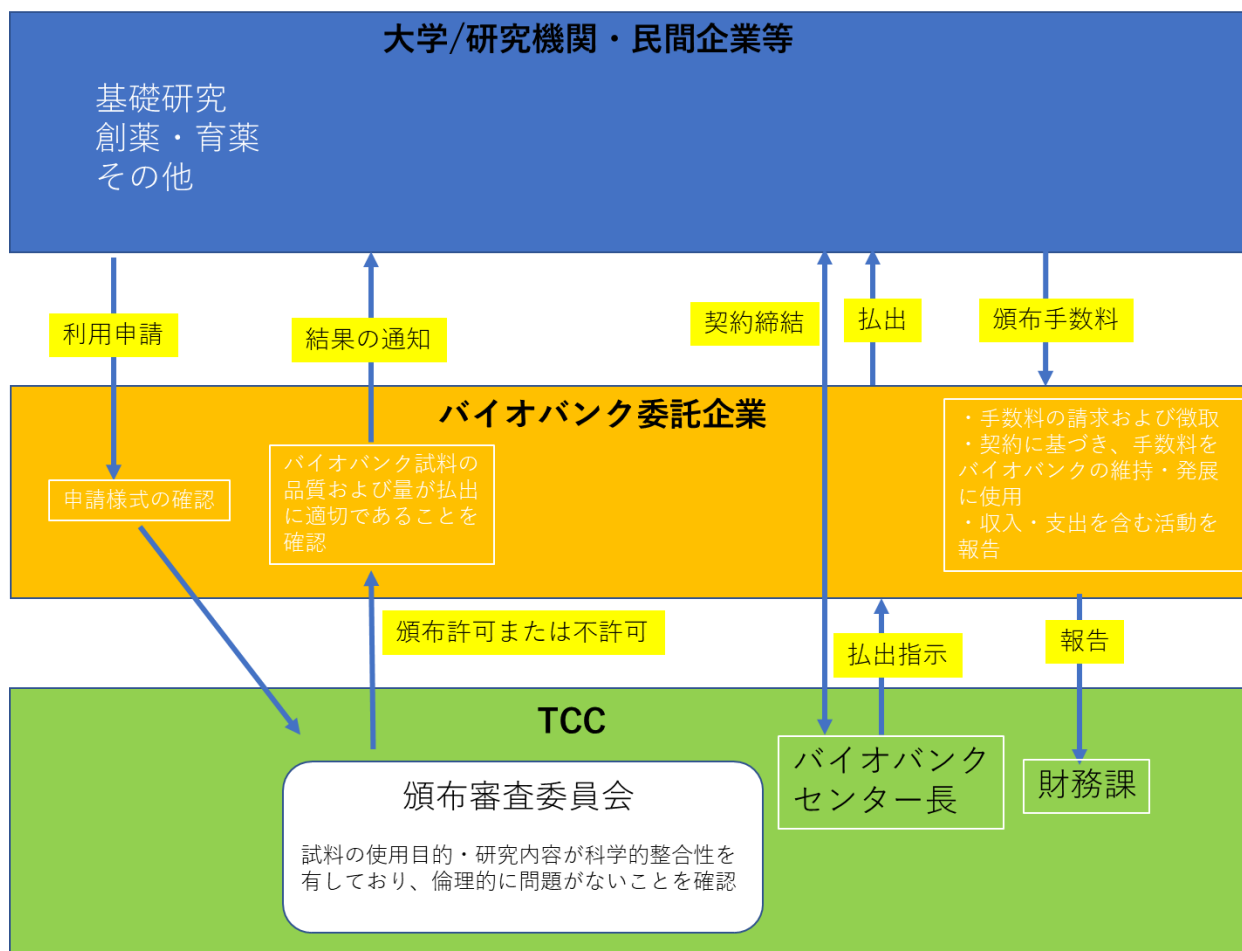 大学/研究機関・民間企業等
基礎研究
創薬・育薬
その他
利用申請
結果の通知
契約締結
払出
頒布手数料
バイオバンク委託企業
申請様式の確認
バイオバンク試料の
品質および量が払出
に適切であることを
確認
・手数料の請求および徴取
・契約に基づき、手数料を
バイオバンクの維持・発展
に使用
・収入・支出を含む活動を
報告
頒布許可または不許可
払出指示
報告
TCC
頒布審査委員会
試料の使用目的・研究内容が科学的整合性を
有しており、倫理的に問題がないことを確認
バイオバンク
センター長
財務課